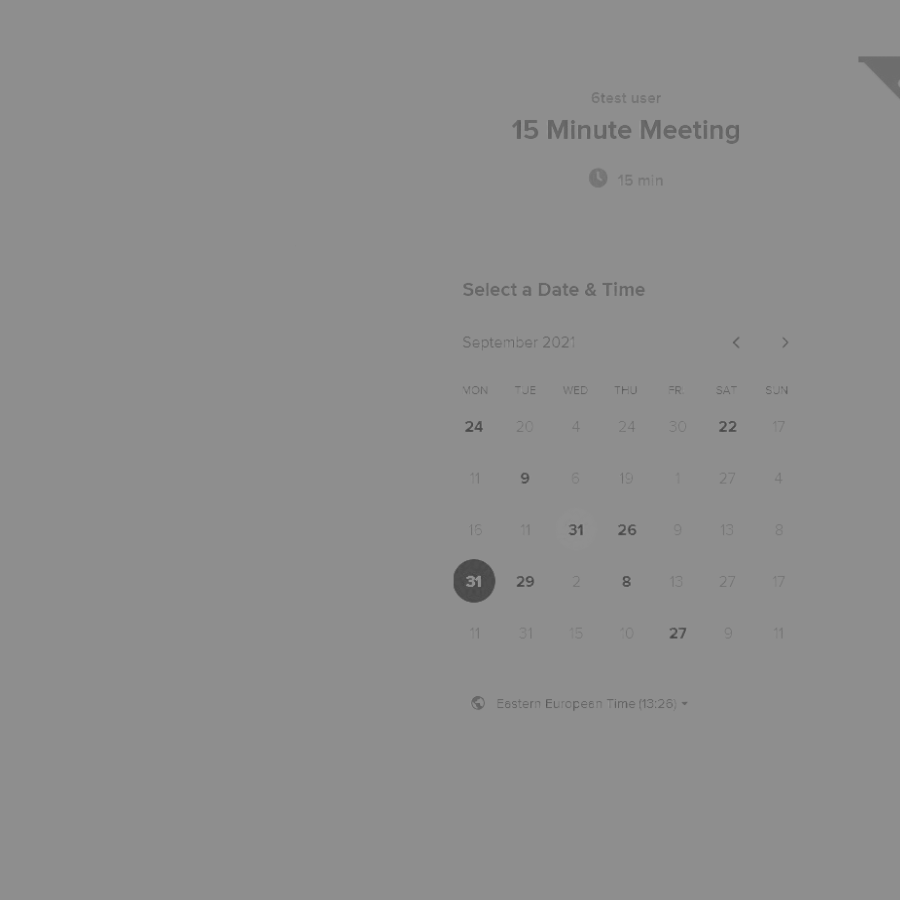 6test user
15 Minute Meeting
15 min
Select a Date & Time
September 2021
MON TUE WED THU FRI SAT SUN
24 20 4 24 30 22 17
11 9 6 19 1 27 4
15 11 31 26 9 13 8
31 29 2 8 13 27 17
11 31 15 10 27 9 11
Eastern European Time (13:26)